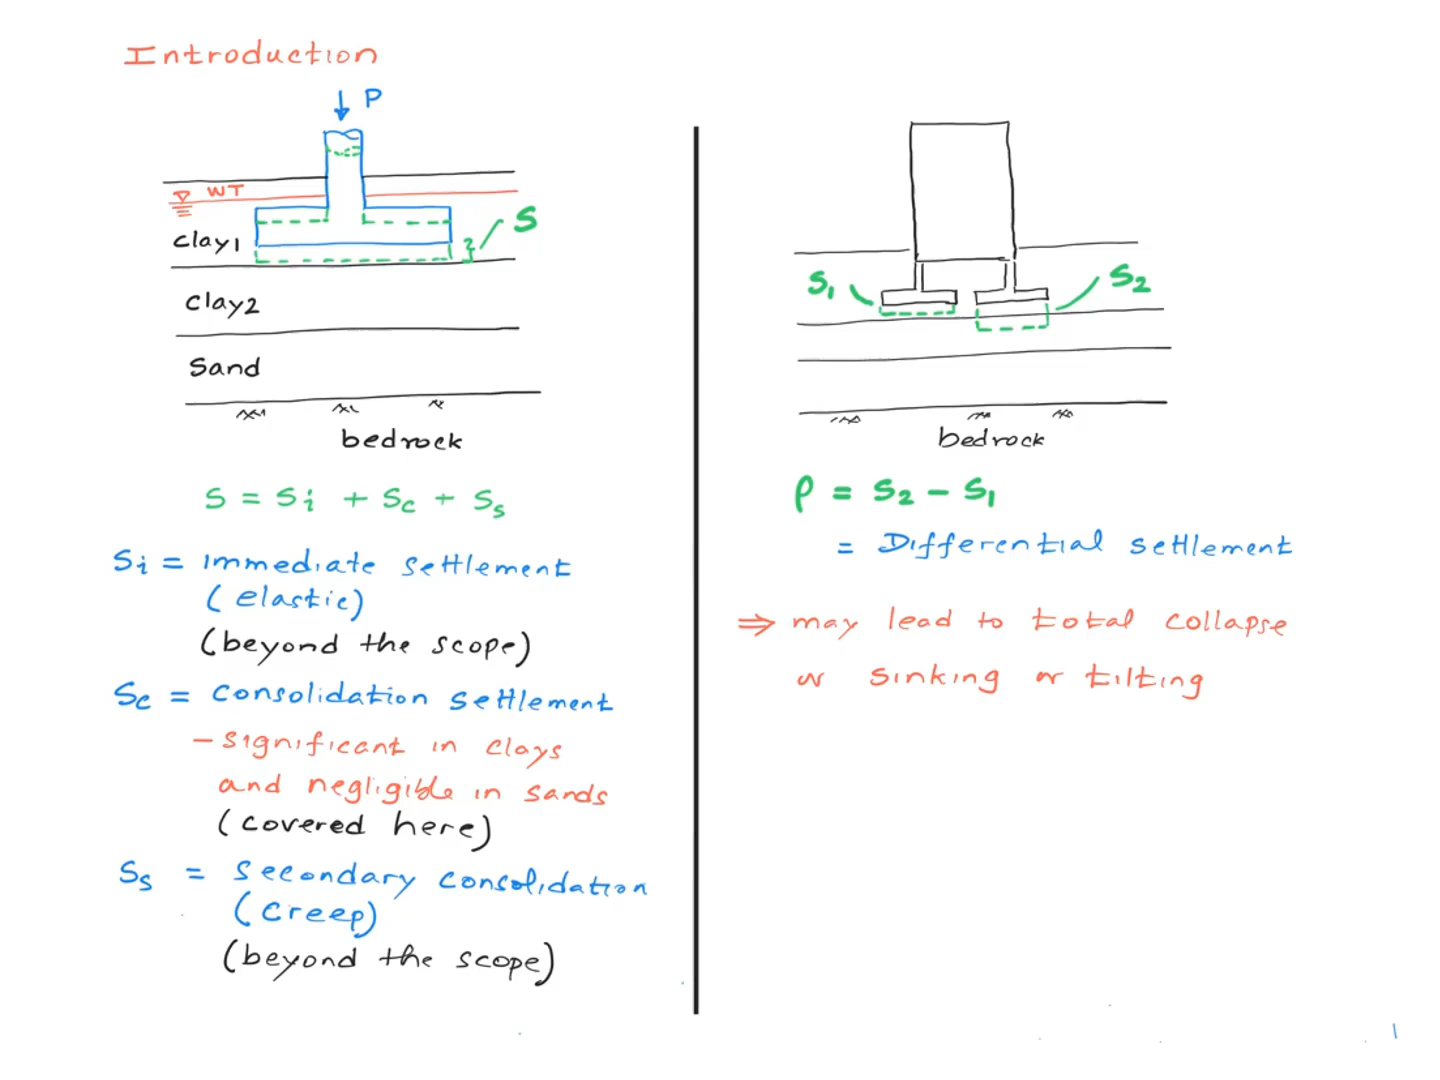 Introduction
P
WT
S
clay1
clay2
Sand
bedrock
S = Si + Sc + Ss
Si = immediate settlement
(elastic)
(beyond the scope)
Sc = consolidation settlement
- significant in clays
and negligible in sands
(covered here)
Ss = secondary consolidation
(creep)
(beyond the scope)
S1
S2
bedrock
ρ = S2 - S1
= Differential settlement
⇒ may lead to total collapse
or sinking or tilting
1